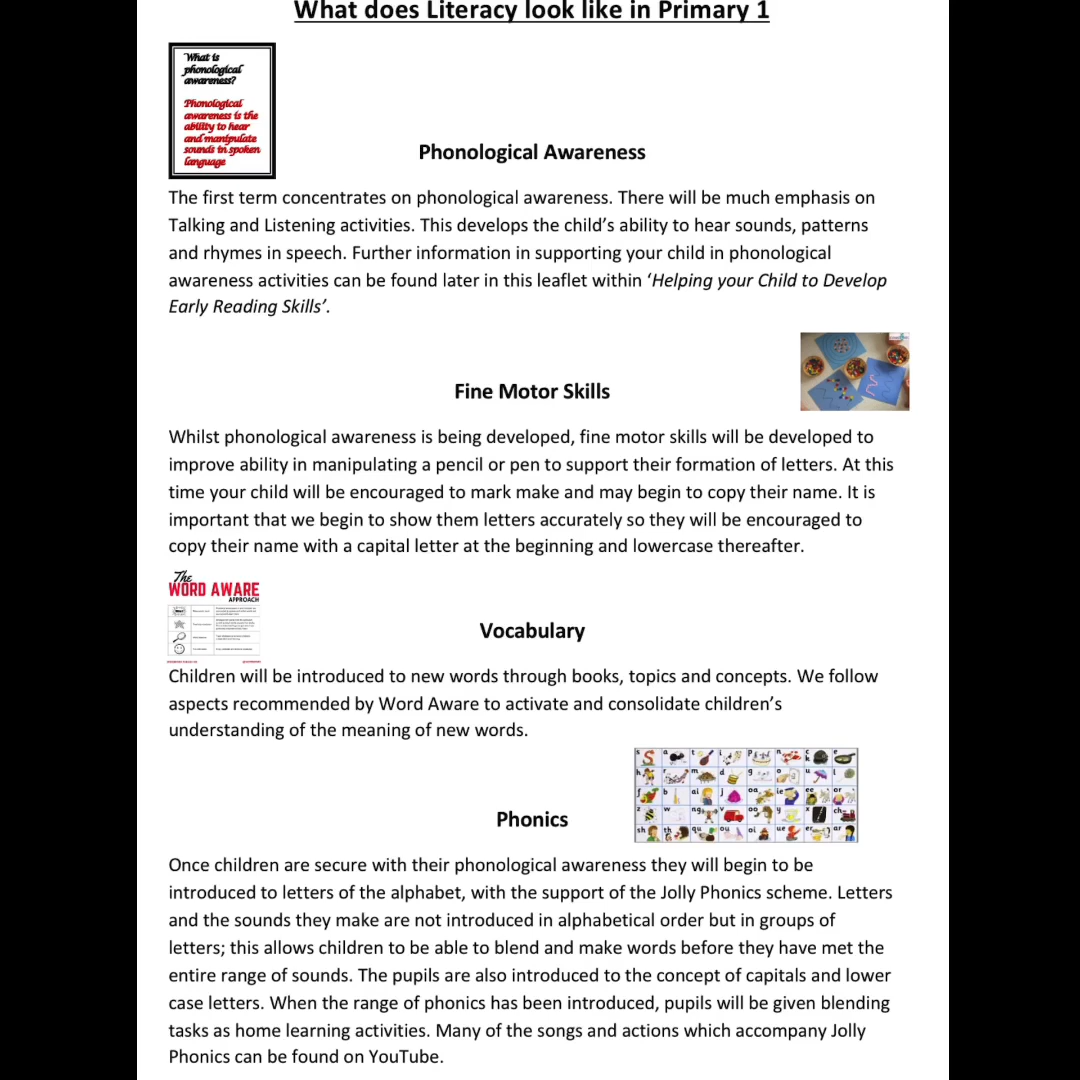 What does Literacy look like in Primary 1
What is
phonological
awareness?
Phonological
awareness is the
ability to hear
and manipulate
sounds in spoken
language
Phonological Awareness
The first term concentrates on phonological awareness. There will be much emphasis on
Talking and Listening activities. This develops the child’s ability to hear sounds, patterns
and rhymes in speech. Further information in supporting your child in phonological
awareness activities can be found later in this leaflet within ‘Helping your Child to Develop
Early Reading Skills’.
Fine Motor Skills
Whilst phonological awareness is being developed, fine motor skills will be developed to
improve ability in manipulating a pencil or pen to support their formation of letters. At this
time your child will be encouraged to mark make and may begin to copy their name. It is
important that we begin to show them letters accurately so they will be encouraged to
copy their name with a capital letter at the beginning and lowercase thereafter.
The
WORD AWARE
APPROACH
Vocabulary
Children will be introduced to new words through books, topics and concepts. We follow
aspects recommended by Word Aware to activate and consolidate children’s
understanding of the meaning of new words.
s a t i p n c k e
h r m d g o u l
f b ai j oa ie ee or
z w ng v oo y x ch
sh th qu ou oi ue er ar
Phonics
Once children are secure with their phonological awareness they will begin to be
introduced to letters of the alphabet, with the support of the Jolly Phonics scheme. Letters
and the sounds they make are not introduced in alphabetical order but in groups of
letters; this allows children to be able to blend and make words before they have met the
entire range of sounds. The pupils are also introduced to the concept of capitals and lower
case letters. When the range of phonics has been introduced, pupils will be given blending
tasks as home learning activities. Many of the songs and actions which accompany Jolly
Phonics can be found on YouTube.